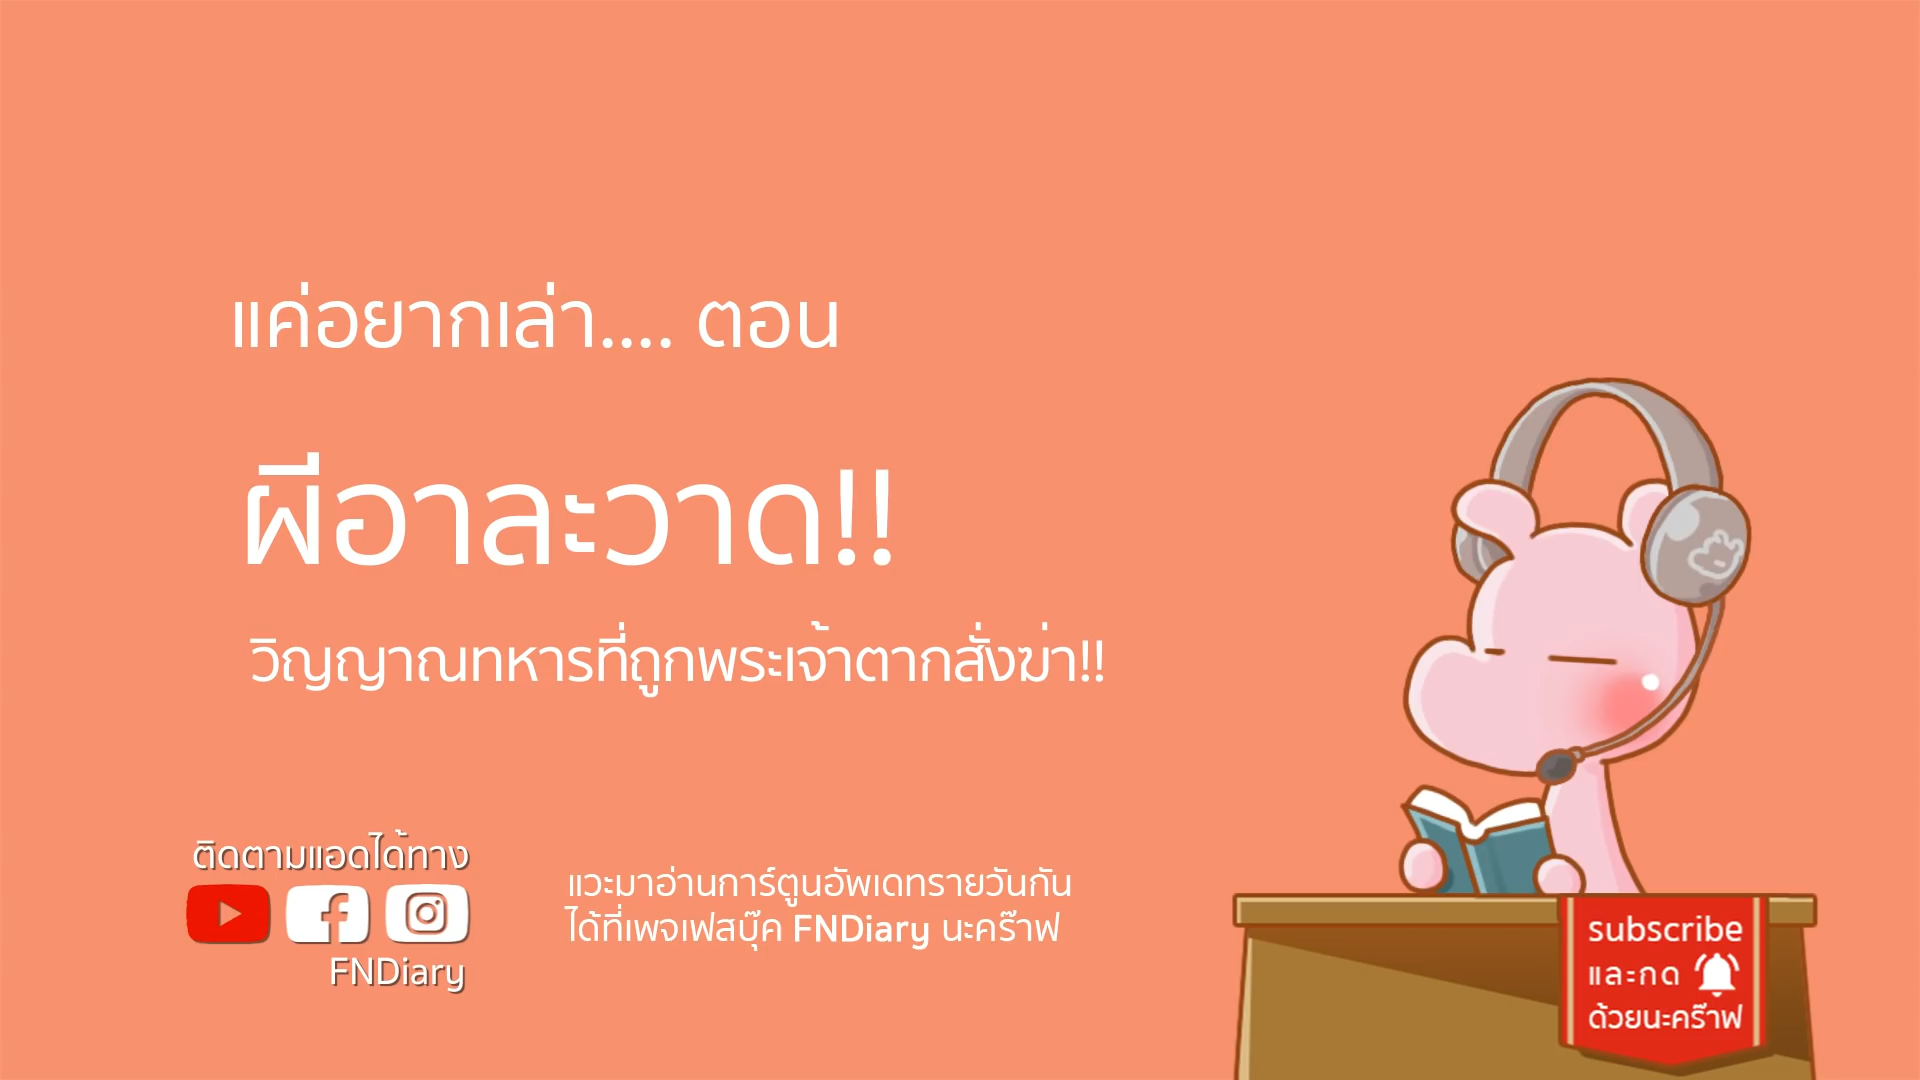 แค่อยากเล่า.... ตอน
ผีอาละวาด!!
วิญญาณทหารที่ถูกพระเจ้าตากสั่งฆ่า!!
ติดตามแอดได้ทาง
FNDiary
แวะมาอ่านการ์ตูนอัพเดทรายวันกัน
ได้ที่เพจเฟสบุ๊ค FNDiary นะคร๊าฟ
subscribe
และกด
ด้วยนะคร๊าฟ